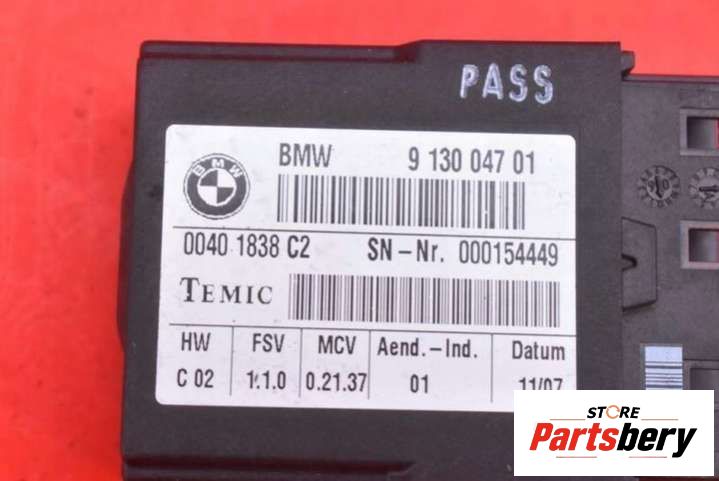 PASS
BMW
BMW 9 130 047 01
0040 1838 C2 SN-Nr. 000154449
TEMIC
HW FSV MCV Aend.-Ind. Datum
C 02 1.1.0 0.21.37 01 11/07
STORE
Partsbery